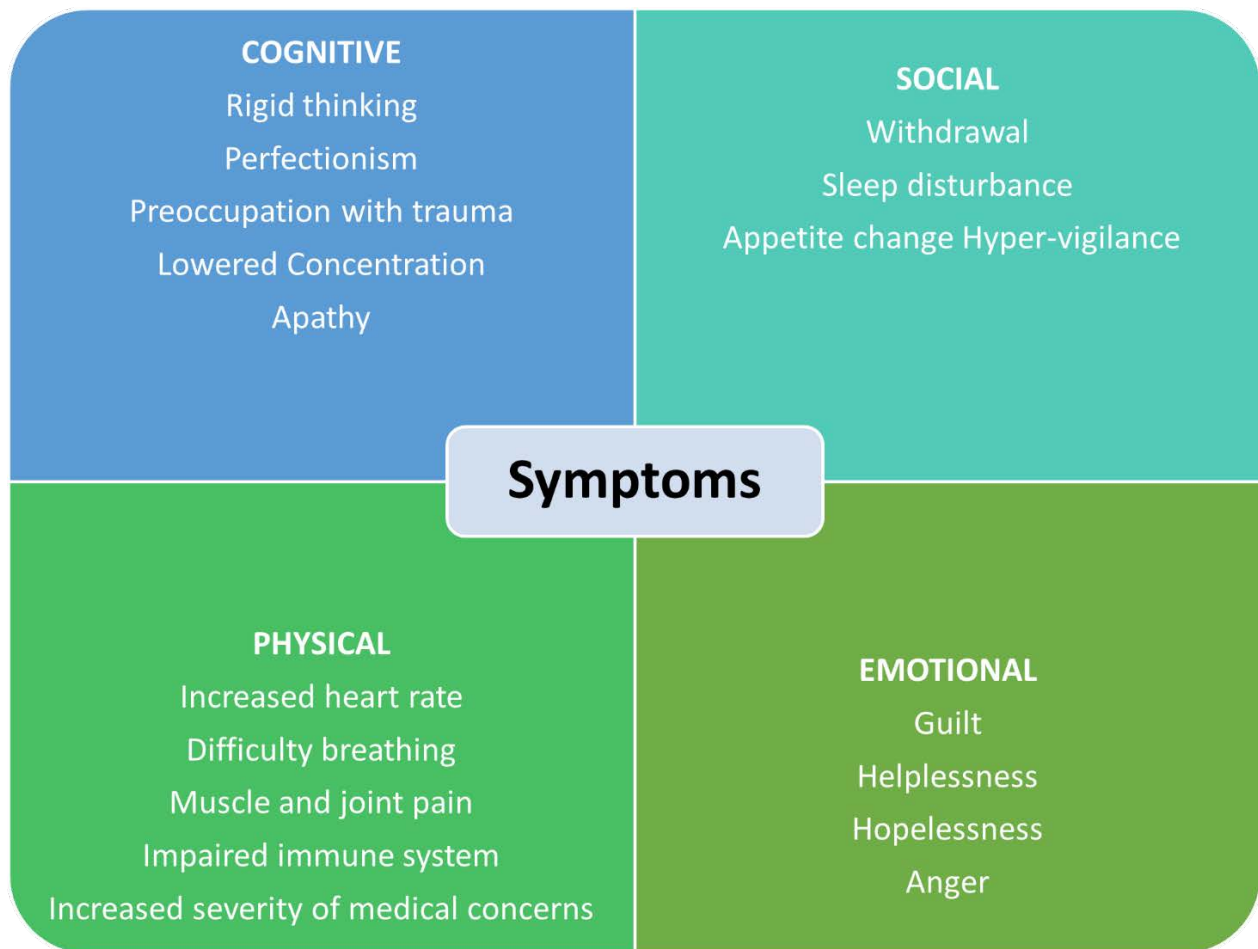 COGNITIVE
Rigid thinking
Perfectionism
Preoccupation with trauma
Lowered Concentration
Apathy
SOCIAL
Withdrawal
Sleep disturbance
Appetite change Hyper-vigilance
Symptoms
PHYSICAL
Increased heart rate
Difficulty breathing
Muscle and joint pain
Impaired immune system
Increased severity of medical concerns
EMOTIONAL
Guilt
Helplessness
Hopelessness
Anger